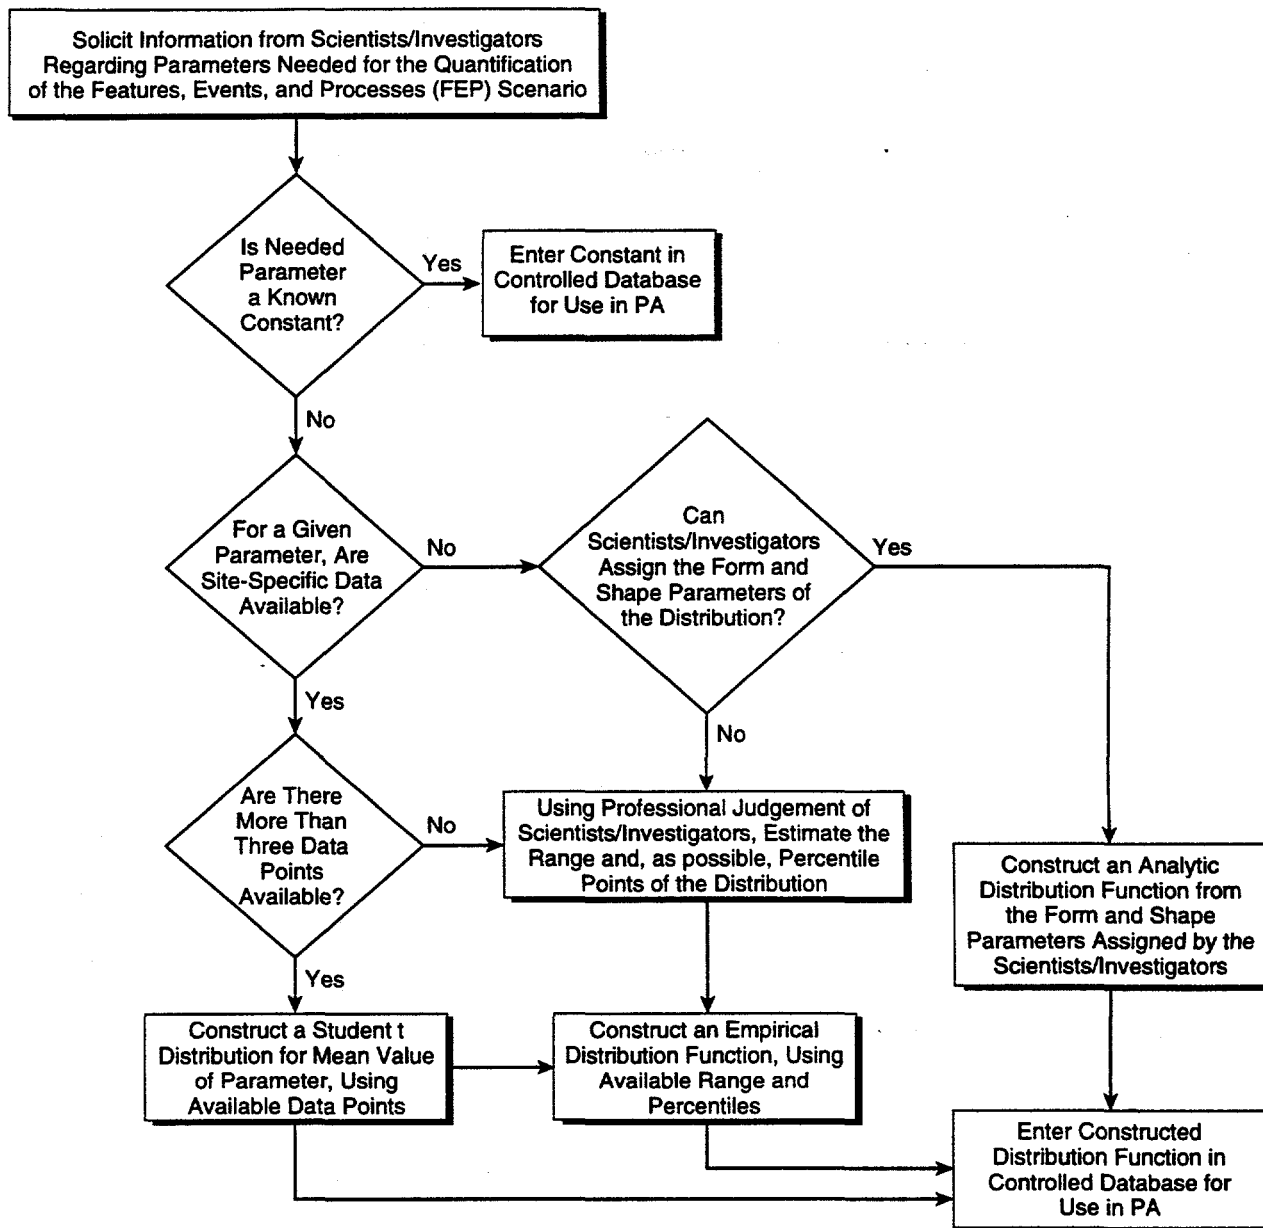 Solicit Information from Scientists/Investigators
Regarding Parameters Needed for the Quantification
of the Features, Events, and Processes (FEP) Scenario
Is Needed
Parameter
a Known
Constant?
Yes
Enter Constant in
Controlled Database
for Use in PA
No
For a Given
Parameter, Are
Site-Specific Data
Available?
No
Can
Scientists/Investigators
Assign the Form and
Shape Parameters of
the Distribution?
Yes
Yes
No
Are There
More Than
Three Data
Points
Available?
No
Using Professional Judgement of
Scientists/Investigators, Estimate the
Range and, as possible, Percentile
Points of the Distribution
Construct an Analytic
Distribution Function from
the Form and Shape
Parameters Assigned by the
Scientists/Investigators
Yes
Construct a Student t
Distribution for Mean Value
of Parameter, Using
Available Data Points
Construct an Empirical
Distribution Function, Using
Available Range and
Percentiles
Enter Constructed
Distribution Function in
Controlled Database for
Use in PA